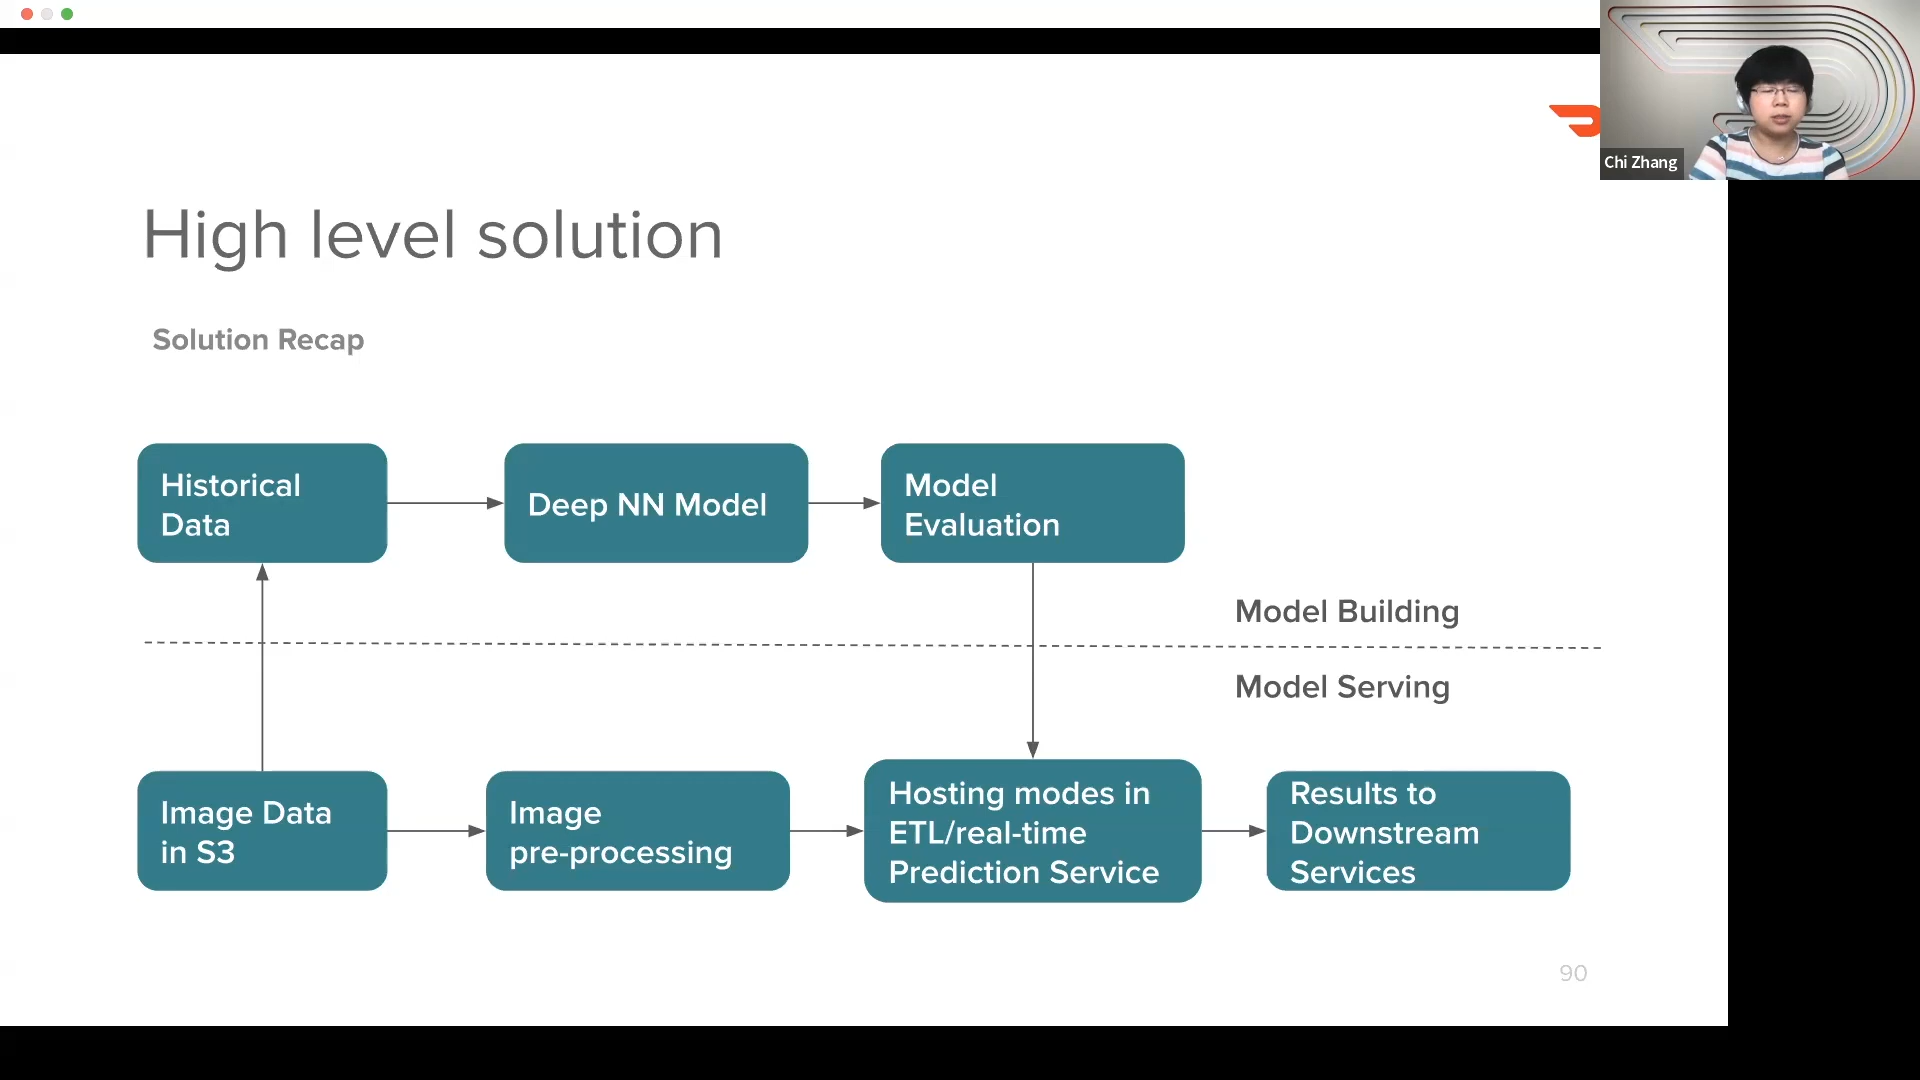 Chi Zhang
High level solution
Solution Recap
Historical
Data
Deep NN Model
Model
Evaluation
Model Building
Model Serving
Image Data
in S3
Image
pre-processing
Hosting modes in
ETL/real-time
Prediction Service
Results to
Downstream
Services
90